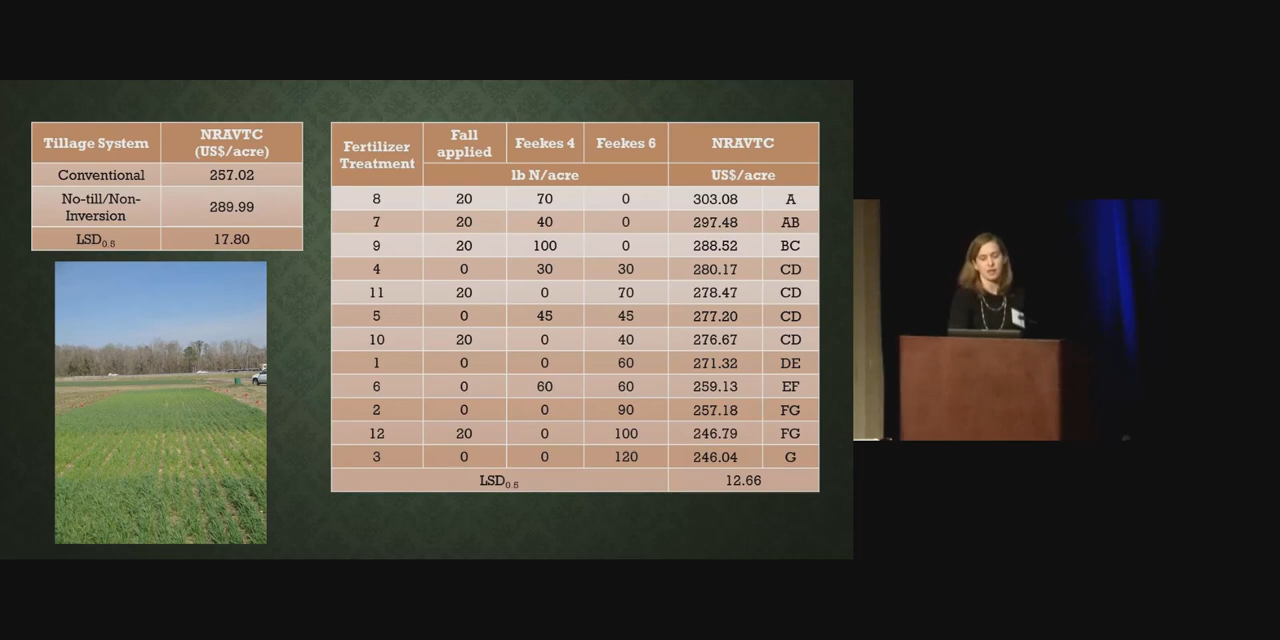 Tillage System NRAVTC (US$/acre)
Conventional 257.02
No-till/Non-Inversion 289.99
LSD0.5 17.80
Fertilizer Treatment Fall applied Feekes 4 Feekes 6 NRAVTC
lb N/acre US$/acre
8 20 70 0 303.08 A
7 20 40 0 297.48 AB
9 20 100 0 288.52 BC
4 0 30 30 280.17 CD
11 20 0 70 278.47 CD
5 0 45 45 277.20 CD
10 20 0 40 276.67 CD
1 0 0 60 271.32 DE
6 0 60 60 259.13 EF
2 0 0 90 257.18 FG
12 20 0 100 246.79 FG
3 0 0 120 246.04 G
LSD0.5 12.66